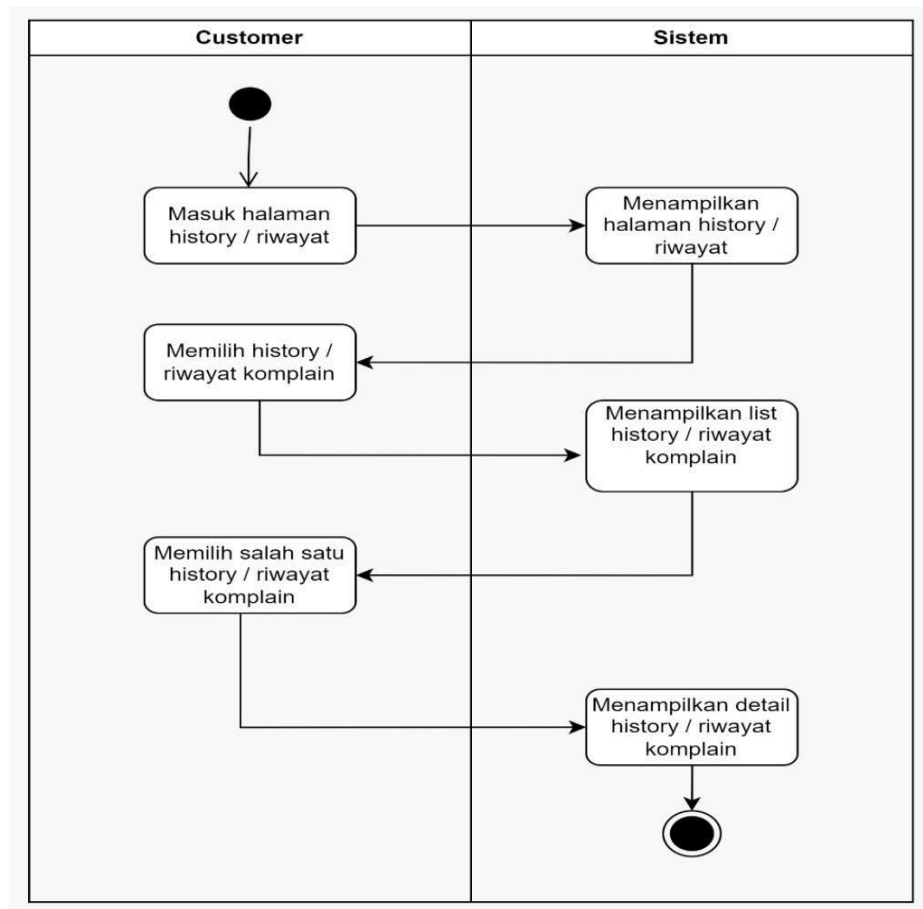 Customer
Sistem
Masuk halaman
history / riwayat
Menampilkan
halaman history /
riwayat
Memilih history /
riwayat komplain
Menampilkan list
history / riwayat
komplain
Memilih salah satu
history / riwayat
komplain
Menampilkan detail
history / riwayat
komplain